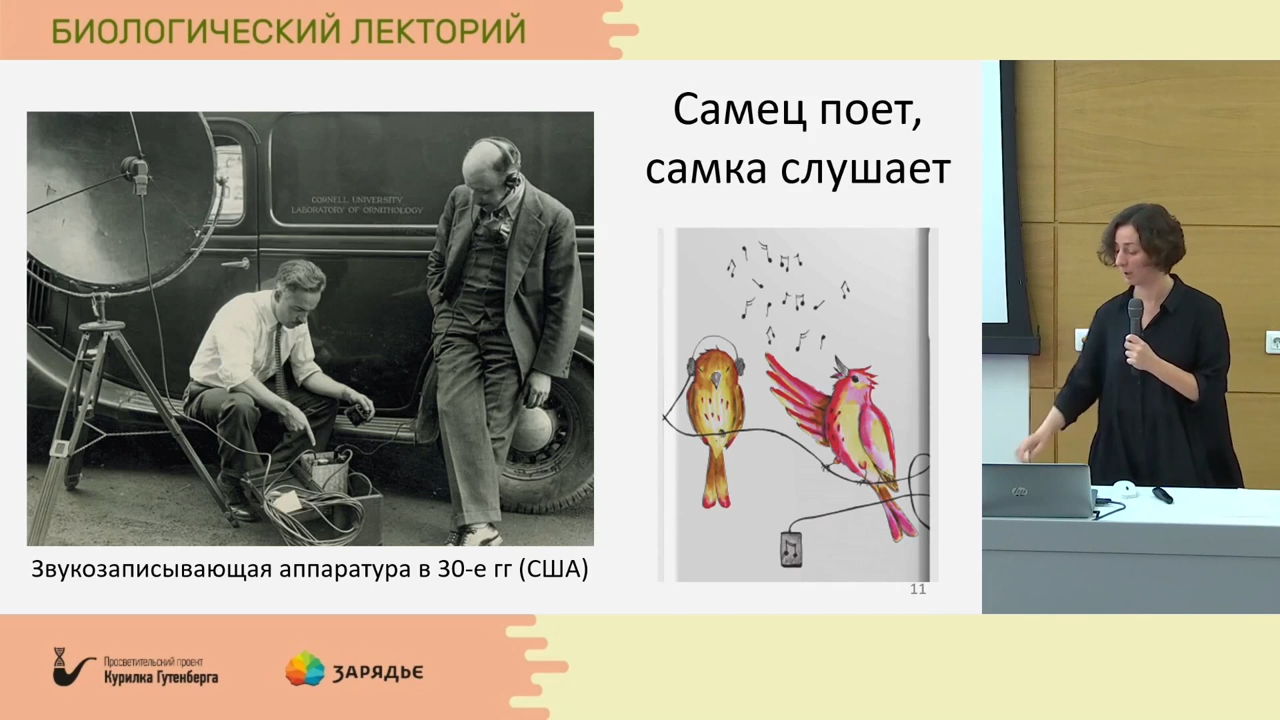 БИОЛОГИЧЕСКИЙ ЛЕКТОРИЙ
Самец поет,
самка слушает
CORNELL UNIVERSITY
LABORATORY OF ORNITHOLOGY
Звукозаписывающая аппаратура в 30-е гг (США)
11
hp
Просветительский проект
Курилка Гутенберга
ЗАРЯДЬЕ